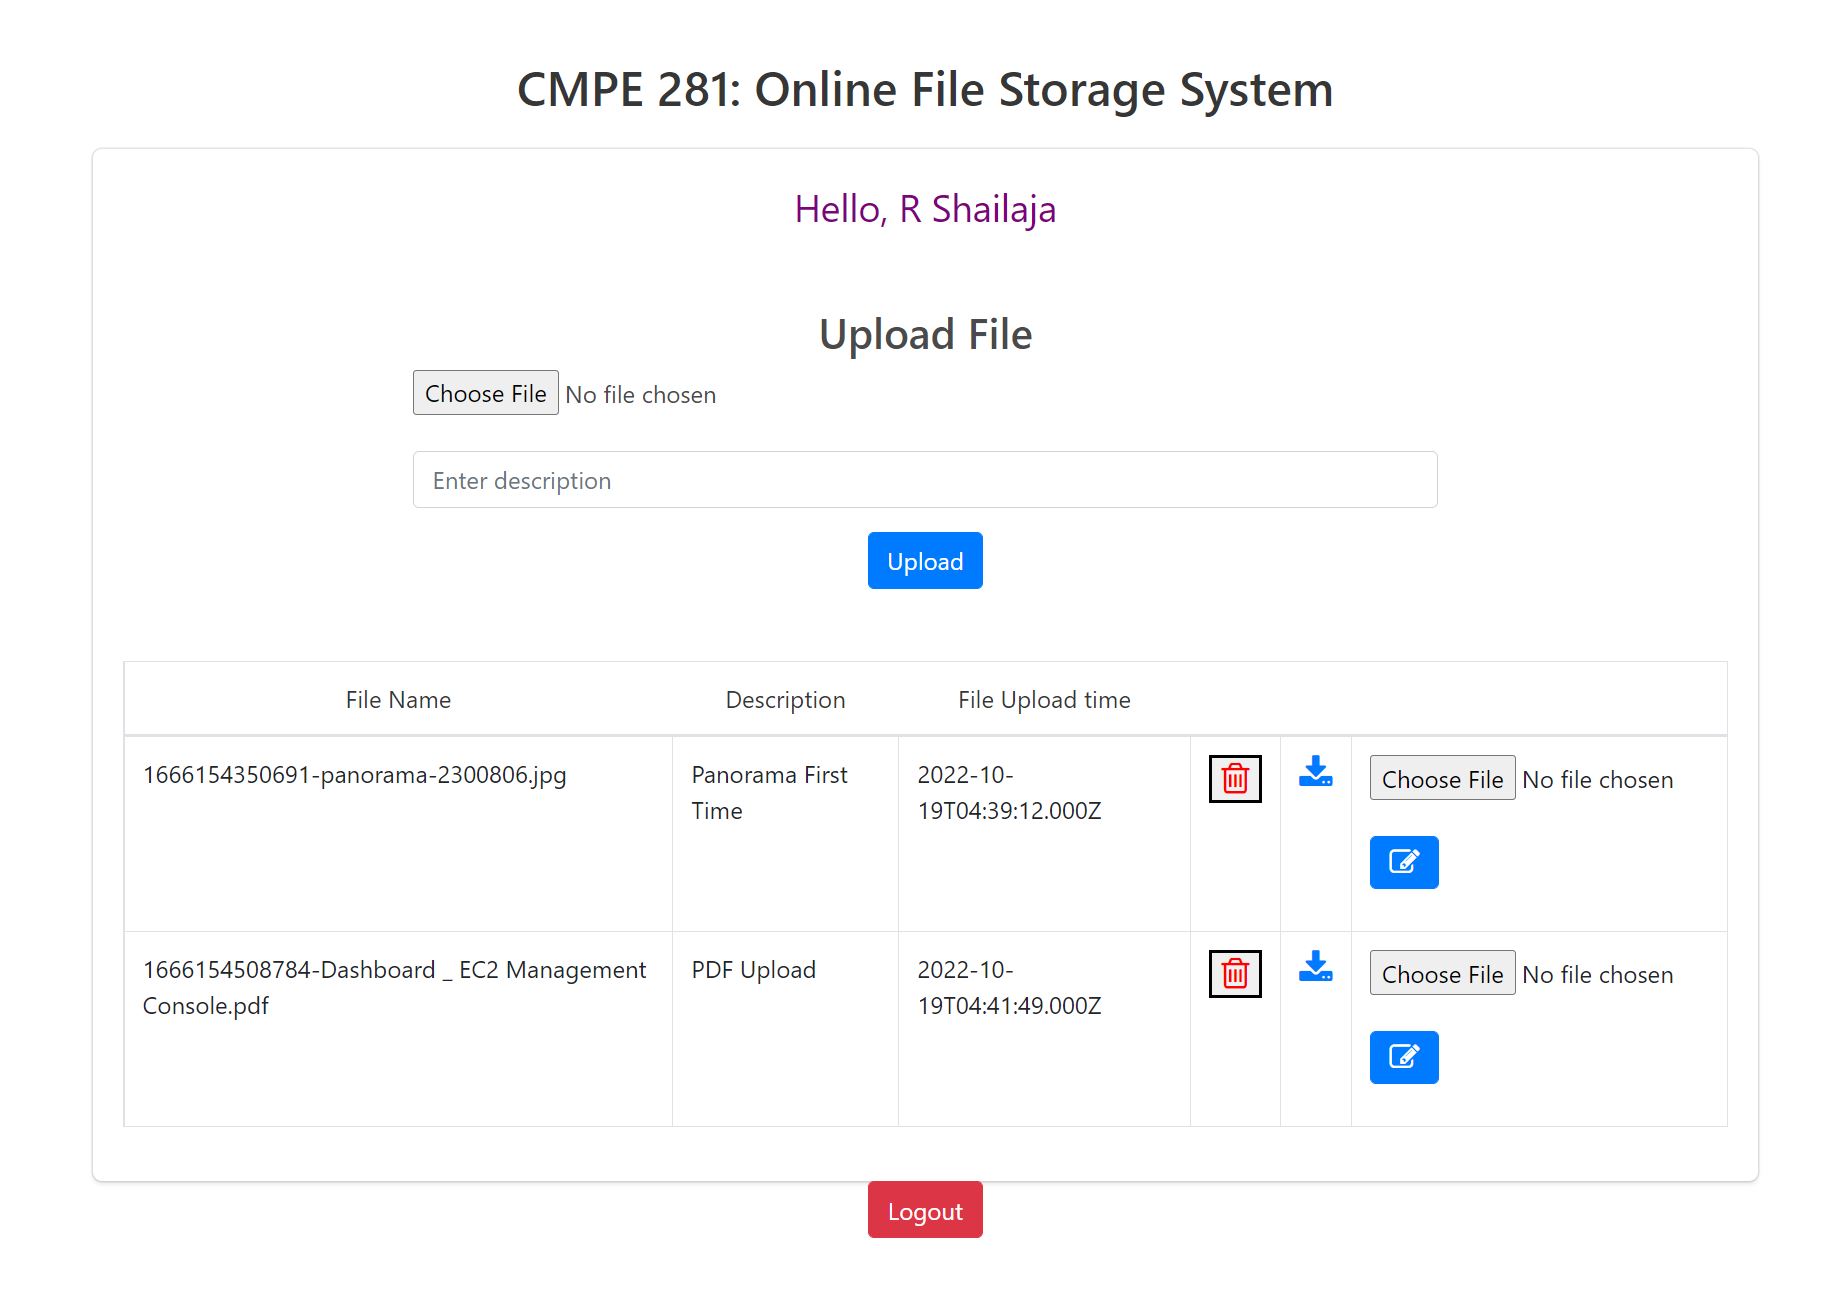 CMPE 281: Online File Storage System
Hello, R Shailaja
Upload File
Choose File No file chosen
Enter description
Upload
File Name Description File Upload time
1666154350691-panorama-2300806.jpg Panorama First 2022-10- Choose File No file chosen
Time 19T04:39:12.000Z
1666154508784-Dashboard _ EC2 Management PDF Upload 2022-10- Choose File No file chosen
Console.pdf 19T04:41:49.000Z
Logout